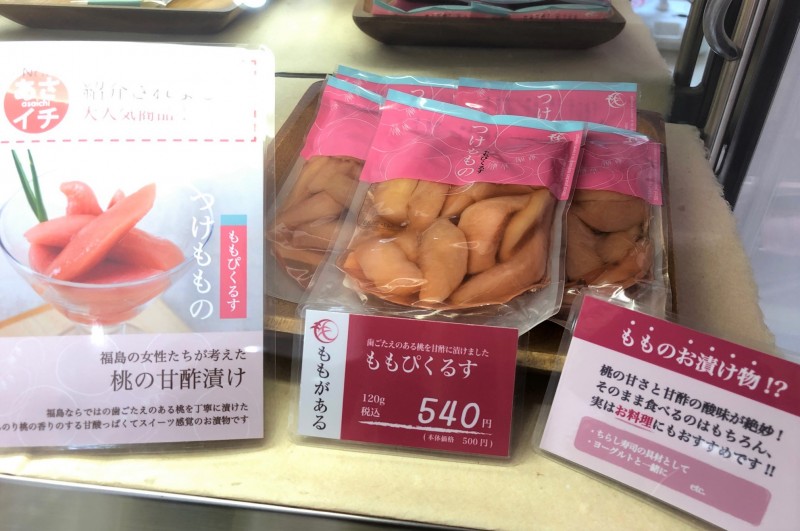 あさ
asaichi
イチ
大人気商品!
つけもも
ももぴくるす
福島の女性たちが考えた
桃の甘酢漬け
福島ならではの歯ごたえのある桃を丁寧に漬けた
のり桃の香りのする甘酸っぱくてスイーツ感覚のお漬物です
つけもの
つけもの
ももがある
歯ごたえのある桃を甘酢に漬けました
ももぴくるす
120g
税込
540円
(本体価格 500円)
もものお漬け物!?
桃の甘さと甘酢の酸味が絶妙!
そのまま食べるのはもちろん、
実はお料理にもおすすめです!!
・ちらし寿司の具材として
・ヨーグルトと一緒に
etc.